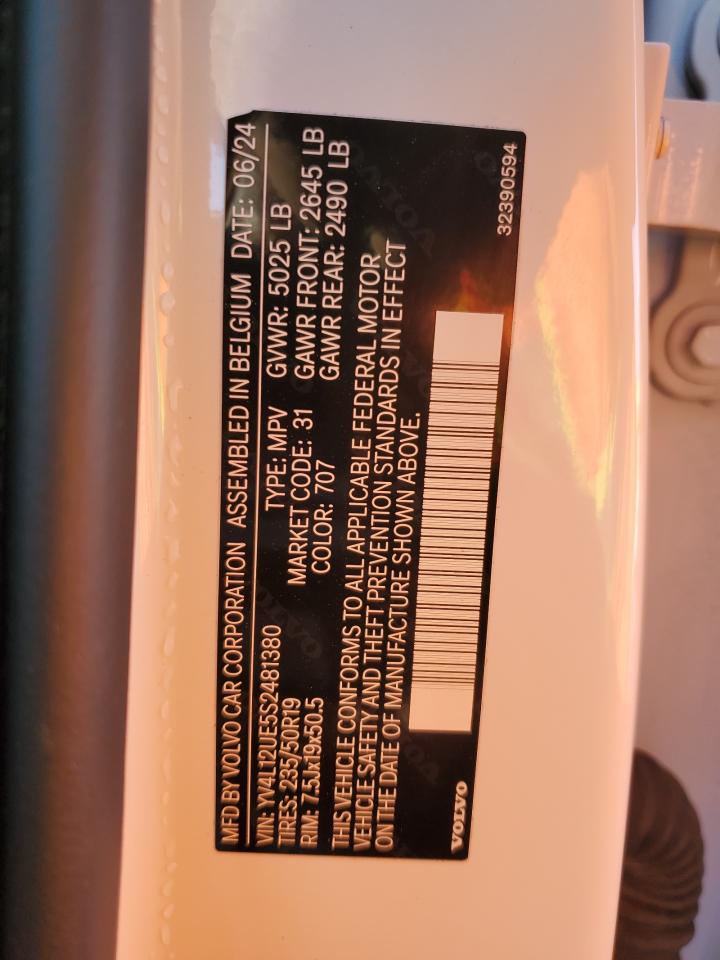 MFD BY VOLVO CAR CORPORATION ASSEMBLED IN BELGIUM DATE: 06/24
VIN: YV4L12UE5S2481380 TYPE: MPV GVWR: 5025 LB
TIRES: 235/50R19 MARKET CODE: 31 GAWR FRONT: 2645 LB
RIM: 7.5Jx19x50.5 COLOR: 707 GAWR REAR: 2490 LB
THIS VEHICLE CONFORMS TO ALL APPLICABLE FEDERAL MOTOR
VEHICLE SAFETY AND THEFT PREVENTION STANDARDS IN EFFECT
ON THE DATE OF MANUFACTURE SHOWN ABOVE.
VOLVO 32390594